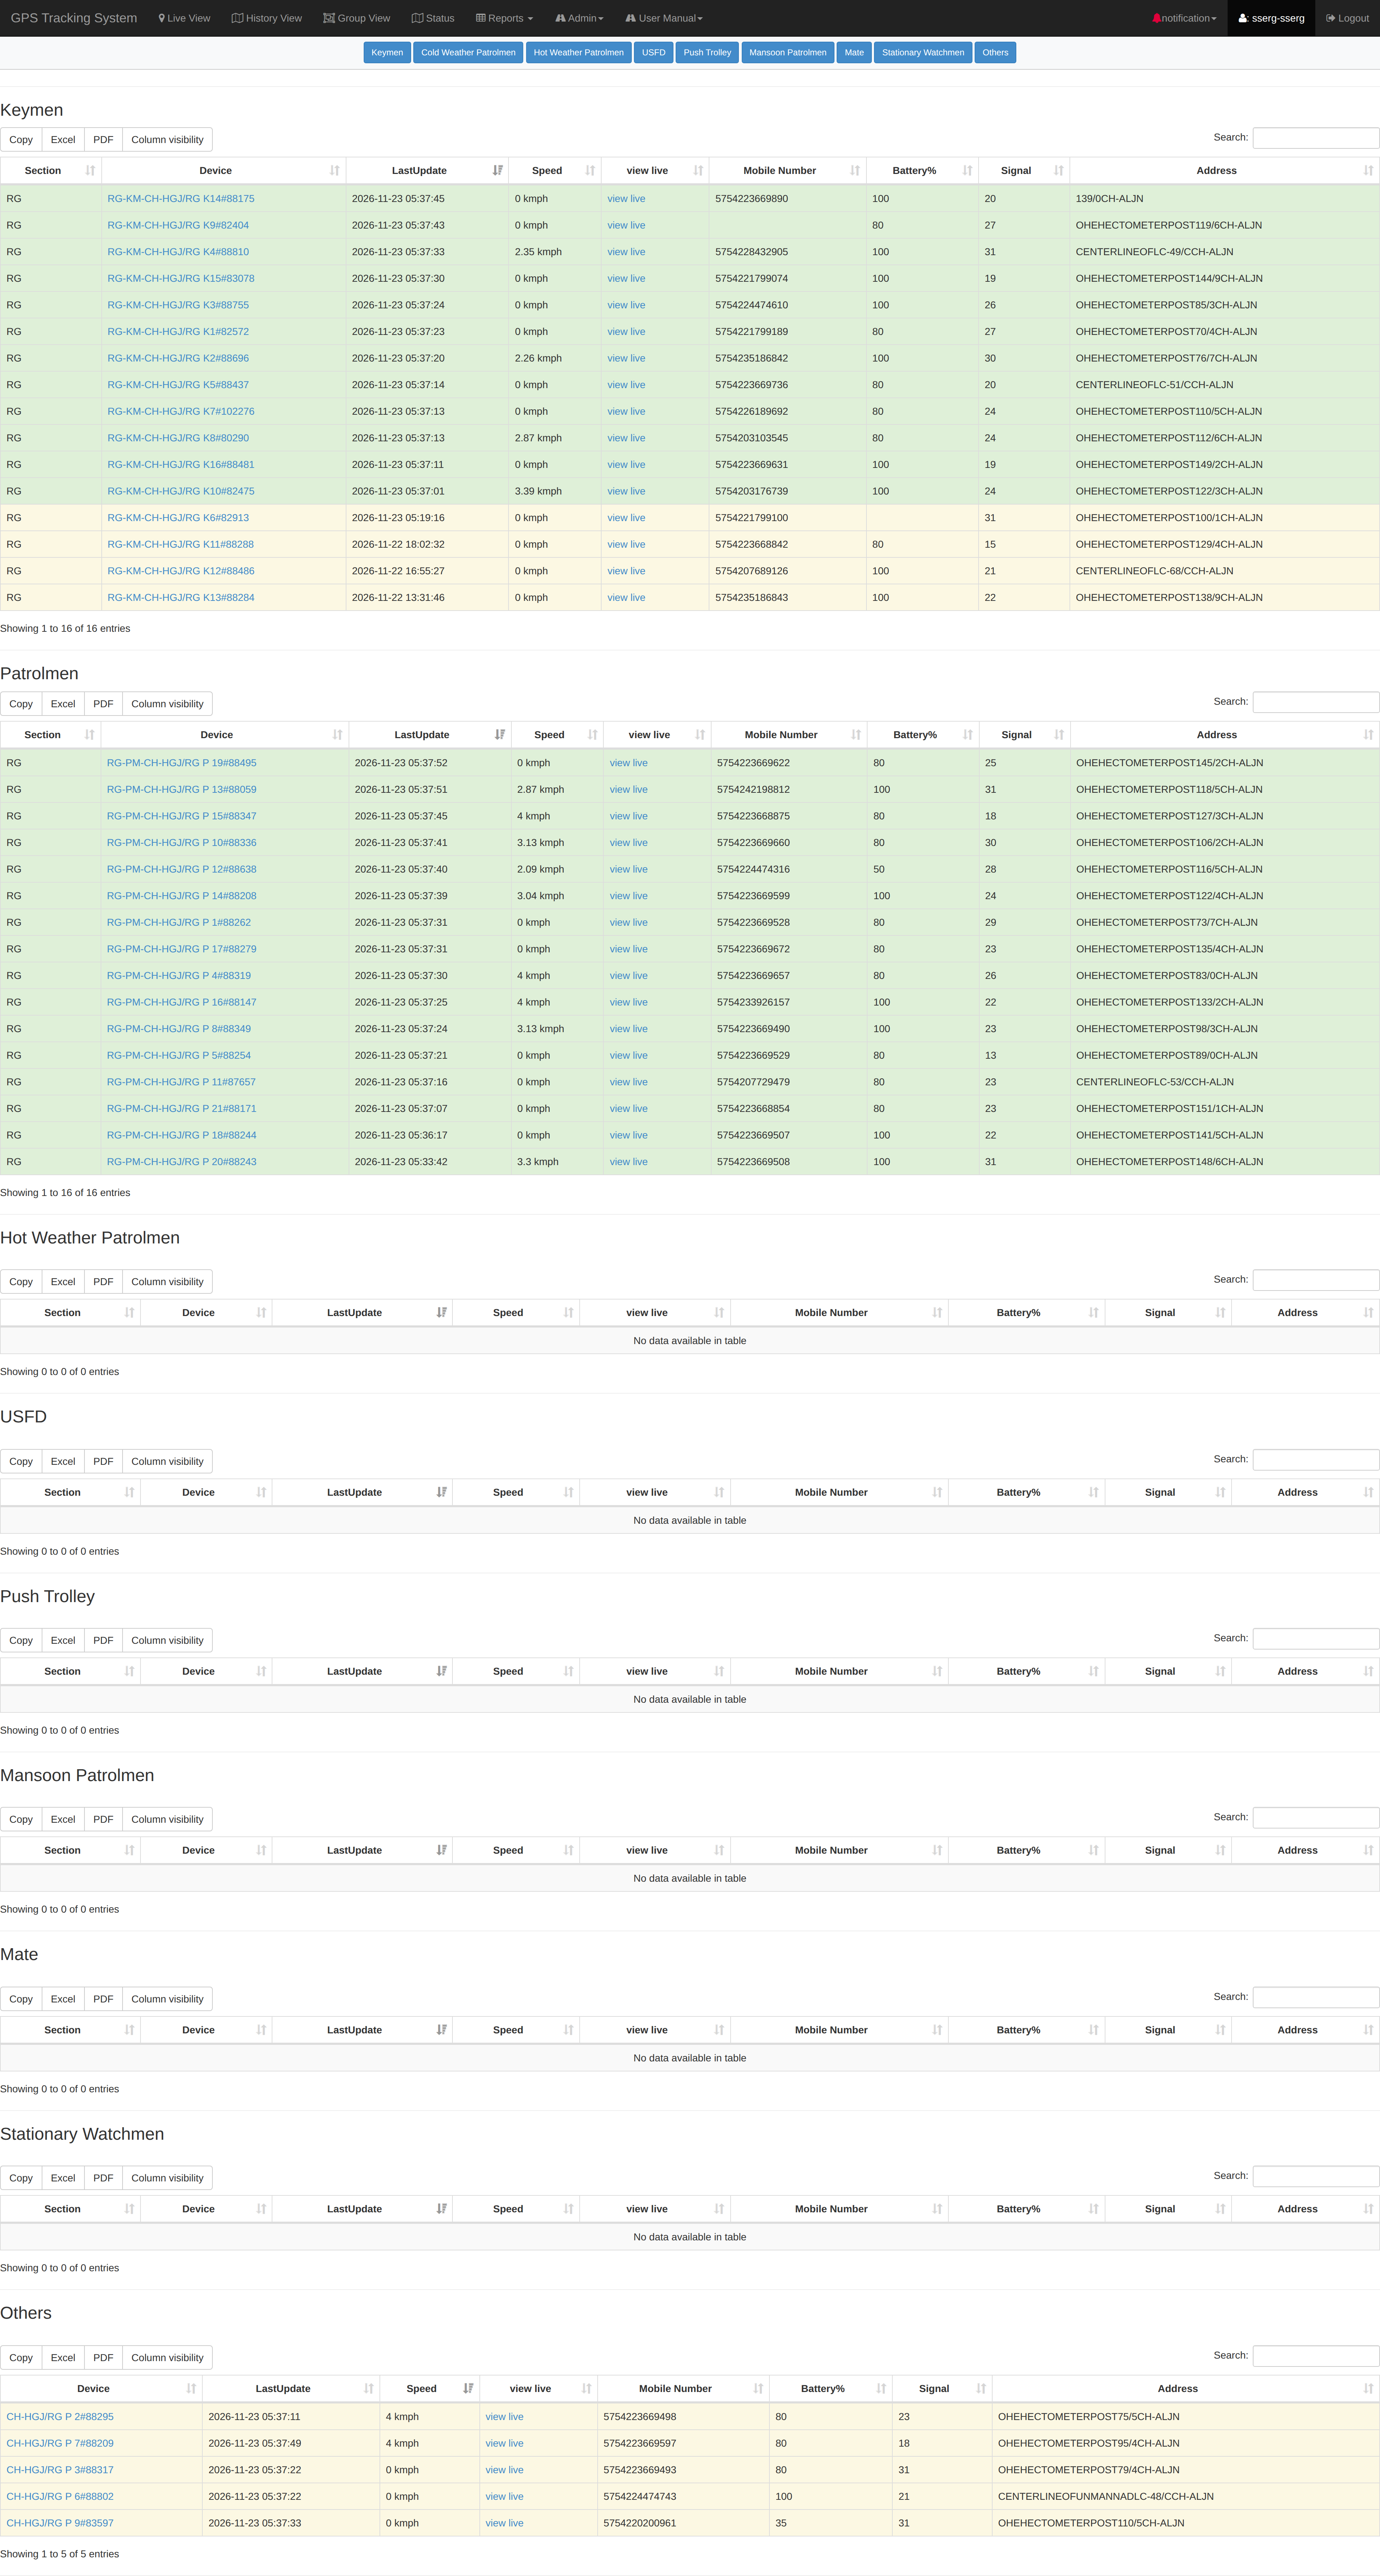 GPS Tracking System Live View History View Group View Status Reports Admin User Manual notification : sserg-sserg Logout
Keymen Cold Weather Patrolmen Hot Weather Patrolmen USFD Push Trolley Mansoon Patrolmen Mate Stationary Watchmen Others
Keymen
Copy Excel PDF Column visibility Search:
Section Device LastUpdate Speed view live Mobile Number Battery% Signal Address
RG RG-KM-CH-HGJ/RG K14#88175 2026-11-23 05:37:45 0 kmph view live 5754223669890 100 20 139/0CH-ALJN
RG RG-KM-CH-HGJ/RG K9#82404 2026-11-23 05:37:43 0 kmph view live 80 27 OHEHECTOMETERPOST119/6CH-ALJN
RG RG-KM-CH-HGJ/RG K4#88810 2026-11-23 05:37:33 2.35 kmph view live 5754228432905 100 31 CENTERLINEOFLC-49/CCH-ALJN
RG RG-KM-CH-HGJ/RG K15#83078 2026-11-23 05:37:30 0 kmph view live 5754221799074 100 19 OHEHECTOMETERPOST144/9CH-ALJN
RG RG-KM-CH-HGJ/RG K3#88755 2026-11-23 05:37:24 0 kmph view live 5754224474610 100 26 OHEHECTOMETERPOST85/3CH-ALJN
RG RG-KM-CH-HGJ/RG K1#82572 2026-11-23 05:37:23 0 kmph view live 5754221799189 80 27 OHEHECTOMETERPOST70/4CH-ALJN
RG RG-KM-CH-HGJ/RG K2#88696 2026-11-23 05:37:20 2.26 kmph view live 5754235186842 100 30 OHEHECTOMETERPOST76/7CH-ALJN
RG RG-KM-CH-HGJ/RG K5#88437 2026-11-23 05:37:14 0 kmph view live 5754223669736 80 20 CENTERLINEOFLC-51/CCH-ALJN
RG RG-KM-CH-HGJ/RG K7#102276 2026-11-23 05:37:13 0 kmph view live 5754226189692 80 24 OHEHECTOMETERPOST110/5CH-ALJN
RG RG-KM-CH-HGJ/RG K8#80290 2026-11-23 05:37:13 2.87 kmph view live 5754203103545 80 24 OHEHECTOMETERPOST112/6CH-ALJN
RG RG-KM-CH-HGJ/RG K16#88481 2026-11-23 05:37:11 0 kmph view live 5754223669631 100 19 OHEHECTOMETERPOST149/2CH-ALJN
RG RG-KM-CH-HGJ/RG K10#82475 2026-11-23 05:37:01 3.39 kmph view live 5754203176739 100 24 OHEHECTOMETERPOST122/3CH-ALJN
RG RG-KM-CH-HGJ/RG K6#82913 2026-11-23 05:19:16 0 kmph view live 5754221799100 31 OHEHECTOMETERPOST100/1CH-ALJN
RG RG-KM-CH-HGJ/RG K11#88288 2026-11-22 18:02:32 0 kmph view live 5754223668842 80 15 OHEHECTOMETERPOST129/4CH-ALJN
RG RG-KM-CH-HGJ/RG K12#88486 2026-11-22 16:55:27 0 kmph view live 5754207689126 100 21 CENTERLINEOFLC-68/CCH-ALJN
RG RG-KM-CH-HGJ/RG K13#88284 2026-11-22 13:31:46 0 kmph view live 5754235186843 100 22 OHEHECTOMETERPOST138/9CH-ALJN
Showing 1 to 16 of 16 entries
Patrolmen
Copy Excel PDF Column visibility Search:
Section Device LastUpdate Speed view live Mobile Number Battery% Signal Address
RG RG-PM-CH-HGJ/RG P 19#88495 2026-11-23 05:37:52 0 kmph view live 5754223669622 80 25 OHEHECTOMETERPOST145/2CH-ALJN
RG RG-PM-CH-HGJ/RG P 13#88059 2026-11-23 05:37:51 2.87 kmph view live 5754242198812 100 31 OHEHECTOMETERPOST118/5CH-ALJN
RG RG-PM-CH-HGJ/RG P 15#88347 2026-11-23 05:37:45 4 kmph view live 5754223668875 80 18 OHEHECTOMETERPOST127/3CH-ALJN
RG RG-PM-CH-HGJ/RG P 10#88336 2026-11-23 05:37:41 3.13 kmph view live 5754223669660 80 30 OHEHECTOMETERPOST106/2CH-ALJN
RG RG-PM-CH-HGJ/RG P 12#88638 2026-11-23 05:37:40 2.09 kmph view live 5754224474316 50 28 OHEHECTOMETERPOST116/5CH-ALJN
RG RG-PM-CH-HGJ/RG P 14#88208 2026-11-23 05:37:39 3.04 kmph view live 5754223669599 100 24 OHEHECTOMETERPOST122/4CH-ALJN
RG RG-PM-CH-HGJ/RG P 1#88262 2026-11-23 05:37:31 0 kmph view live 5754223669528 80 29 OHEHECTOMETERPOST73/7CH-ALJN
RG RG-PM-CH-HGJ/RG P 17#88279 2026-11-23 05:37:31 0 kmph view live 5754223669672 80 23 OHEHECTOMETERPOST135/4CH-ALJN
RG RG-PM-CH-HGJ/RG P 4#88319 2026-11-23 05:37:30 4 kmph view live 5754223669657 80 26 OHEHECTOMETERPOST83/0CH-ALJN
RG RG-PM-CH-HGJ/RG P 16#88147 2026-11-23 05:37:25 4 kmph view live 5754233926157 100 22 OHEHECTOMETERPOST133/2CH-ALJN
RG RG-PM-CH-HGJ/RG P 8#88349 2026-11-23 05:37:24 3.13 kmph view live 5754223669490 100 23 OHEHECTOMETERPOST98/3CH-ALJN
RG RG-PM-CH-HGJ/RG P 5#88254 2026-11-23 05:37:21 0 kmph view live 5754223669529 80 13 OHEHECTOMETERPOST89/0CH-ALJN
RG RG-PM-CH-HGJ/RG P 11#87657 2026-11-23 05:37:16 0 kmph view live 5754207729479 80 23 CENTERLINEOFLC-53/CCH-ALJN
RG RG-PM-CH-HGJ/RG P 21#88171 2026-11-23 05:37:07 0 kmph view live 5754223668854 80 23 OHEHECTOMETERPOST151/1CH-ALJN
RG RG-PM-CH-HGJ/RG P 18#88244 2026-11-23 05:36:17 0 kmph view live 5754223669507 100 22 OHEHECTOMETERPOST141/5CH-ALJN
RG RG-PM-CH-HGJ/RG P 20#88243 2026-11-23 05:33:42 3.3 kmph view live 5754223669508 100 31 OHEHECTOMETERPOST148/6CH-ALJN
Showing 1 to 16 of 16 entries
Hot Weather Patrolmen
Copy Excel PDF Column visibility Search:
Section Device LastUpdate Speed view live Mobile Number Battery% Signal Address
No data available in table
Showing 0 to 0 of 0 entries
USFD
Copy Excel PDF Column visibility Search:
Section Device LastUpdate Speed view live Mobile Number Battery% Signal Address
No data available in table
Showing 0 to 0 of 0 entries
Push Trolley
Copy Excel PDF Column visibility Search:
Section Device LastUpdate Speed view live Mobile Number Battery% Signal Address
No data available in table
Showing 0 to 0 of 0 entries
Mansoon Patrolmen
Copy Excel PDF Column visibility Search:
Section Device LastUpdate Speed view live Mobile Number Battery% Signal Address
No data available in table
Showing 0 to 0 of 0 entries
Mate
Copy Excel PDF Column visibility Search:
Section Device LastUpdate Speed view live Mobile Number Battery% Signal Address
No data available in table
Showing 0 to 0 of 0 entries
Stationary Watchmen
Copy Excel PDF Column visibility Search:
Section Device LastUpdate Speed view live Mobile Number Battery% Signal Address
No data available in table
Showing 0 to 0 of 0 entries
Others
Copy Excel PDF Column visibility Search:
Device LastUpdate Speed view live Mobile Number Battery% Signal Address
CH-HGJ/RG P 2#88295 2026-11-23 05:37:11 4 kmph view live 5754223669498 80 23 OHEHECTOMETERPOST75/5CH-ALJN
CH-HGJ/RG P 7#88209 2026-11-23 05:37:49 4 kmph view live 5754223669597 80 18 OHEHECTOMETERPOST95/4CH-ALJN
CH-HGJ/RG P 3#88317 2026-11-23 05:37:22 0 kmph view live 5754223669493 80 31 OHEHECTOMETERPOST79/4CH-ALJN
CH-HGJ/RG P 6#88802 2026-11-23 05:37:22 0 kmph view live 5754224474743 100 21 CENTERLINEOFUNMANNADLC-48/CCH-ALJN
CH-HGJ/RG P 9#83597 2026-11-23 05:37:33 0 kmph view live 5754220200961 35 31 OHEHECTOMETERPOST110/5CH-ALJN
Showing 1 to 5 of 5 entries